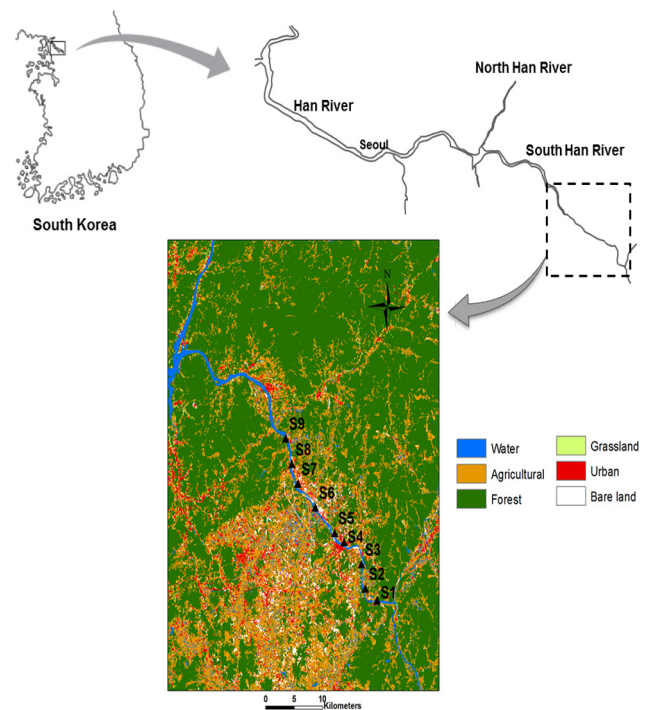 North Han River
Han River
Seoul
South Han River
South Korea
N
S9
S8
S7
S6
S5
S4
S3
S2
S1
Water
Agricultural
Forest
Grassland
Urban
Bare land
0 5 10
Kilometers